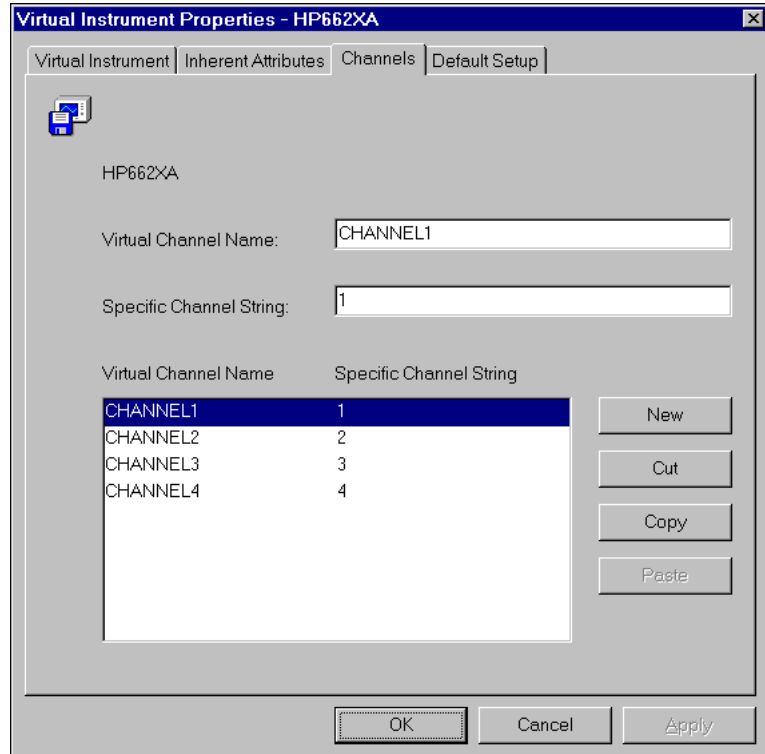 Virtual Instrument Properties - HP662XA
Virtual Instrument Inherent Attributes Channels Default Setup
HP662XA
Virtual Channel Name: CHANNEL1
Specific Channel String: 1
Virtual Channel Name Specific Channel String
CHANNEL1 1
CHANNEL2 2
CHANNEL3 3
CHANNEL4 4
New
Cut
Copy
Paste
OK Cancel Apply